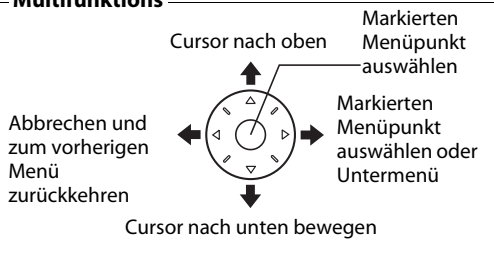 Multifunktions
Cursor nach oben
Markierten
Menüpunkt
auswählen
Abbrechen und
zum vorherigen
Menü
zurückkehren
Markierten
Menüpunkt
auswählen oder
Untermenü
Cursor nach unten bewegen